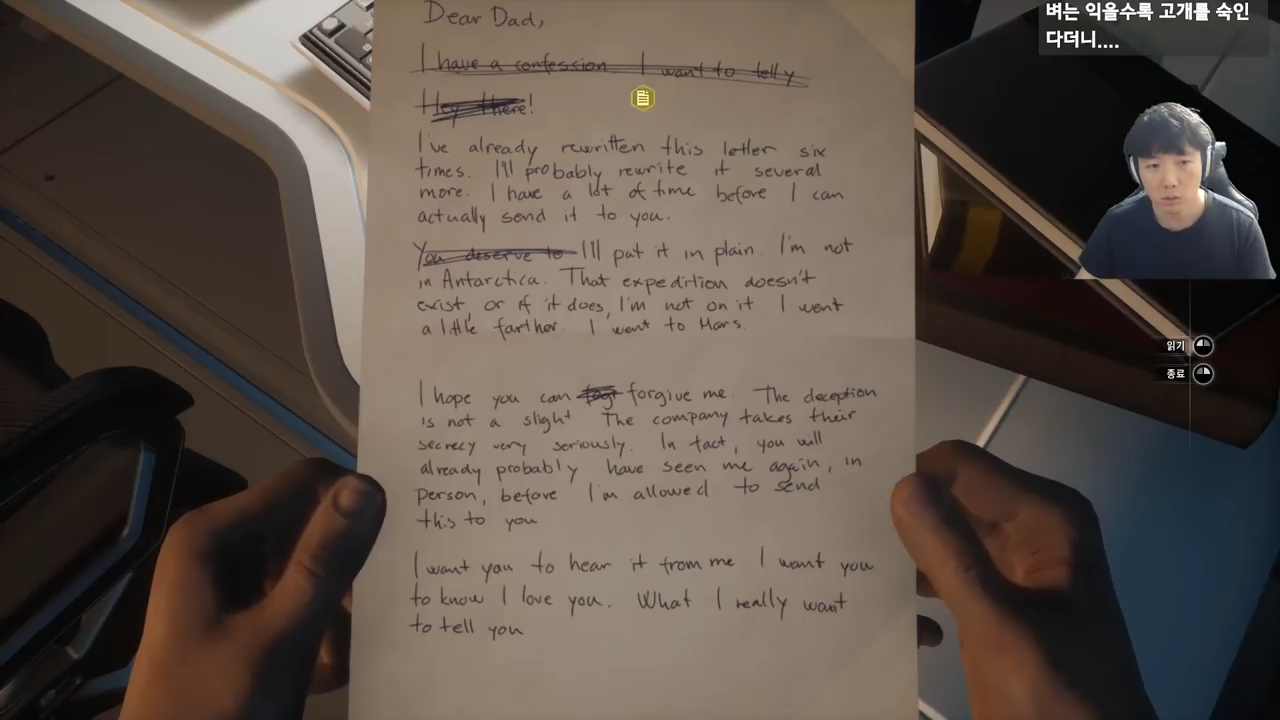 벼는 익을수록 고개를 숙인
다더니....
Dear Dad,
I have a confession. I want to tell y
Hey there!
I've already rewritten this letter six
times. I'll probably rewrite it several
more. I have a lot of time before I can
actually send it to you.
You deserve to I'll put it in plain. I'm not
in Antarctica. That expedition doesn't
exist, or if it does, I'm not on it I went
a little farther. I went to Mars.
I hope you can forgive me. The deception
is not a slight The company takes their
secrecy very seriously. In fact, you will
already probably have seen me again, in
person, before I'm allowed to send
this to you
I want you to hear it from me I want you
to know I love you. What I really want
to tell you
읽기
종료